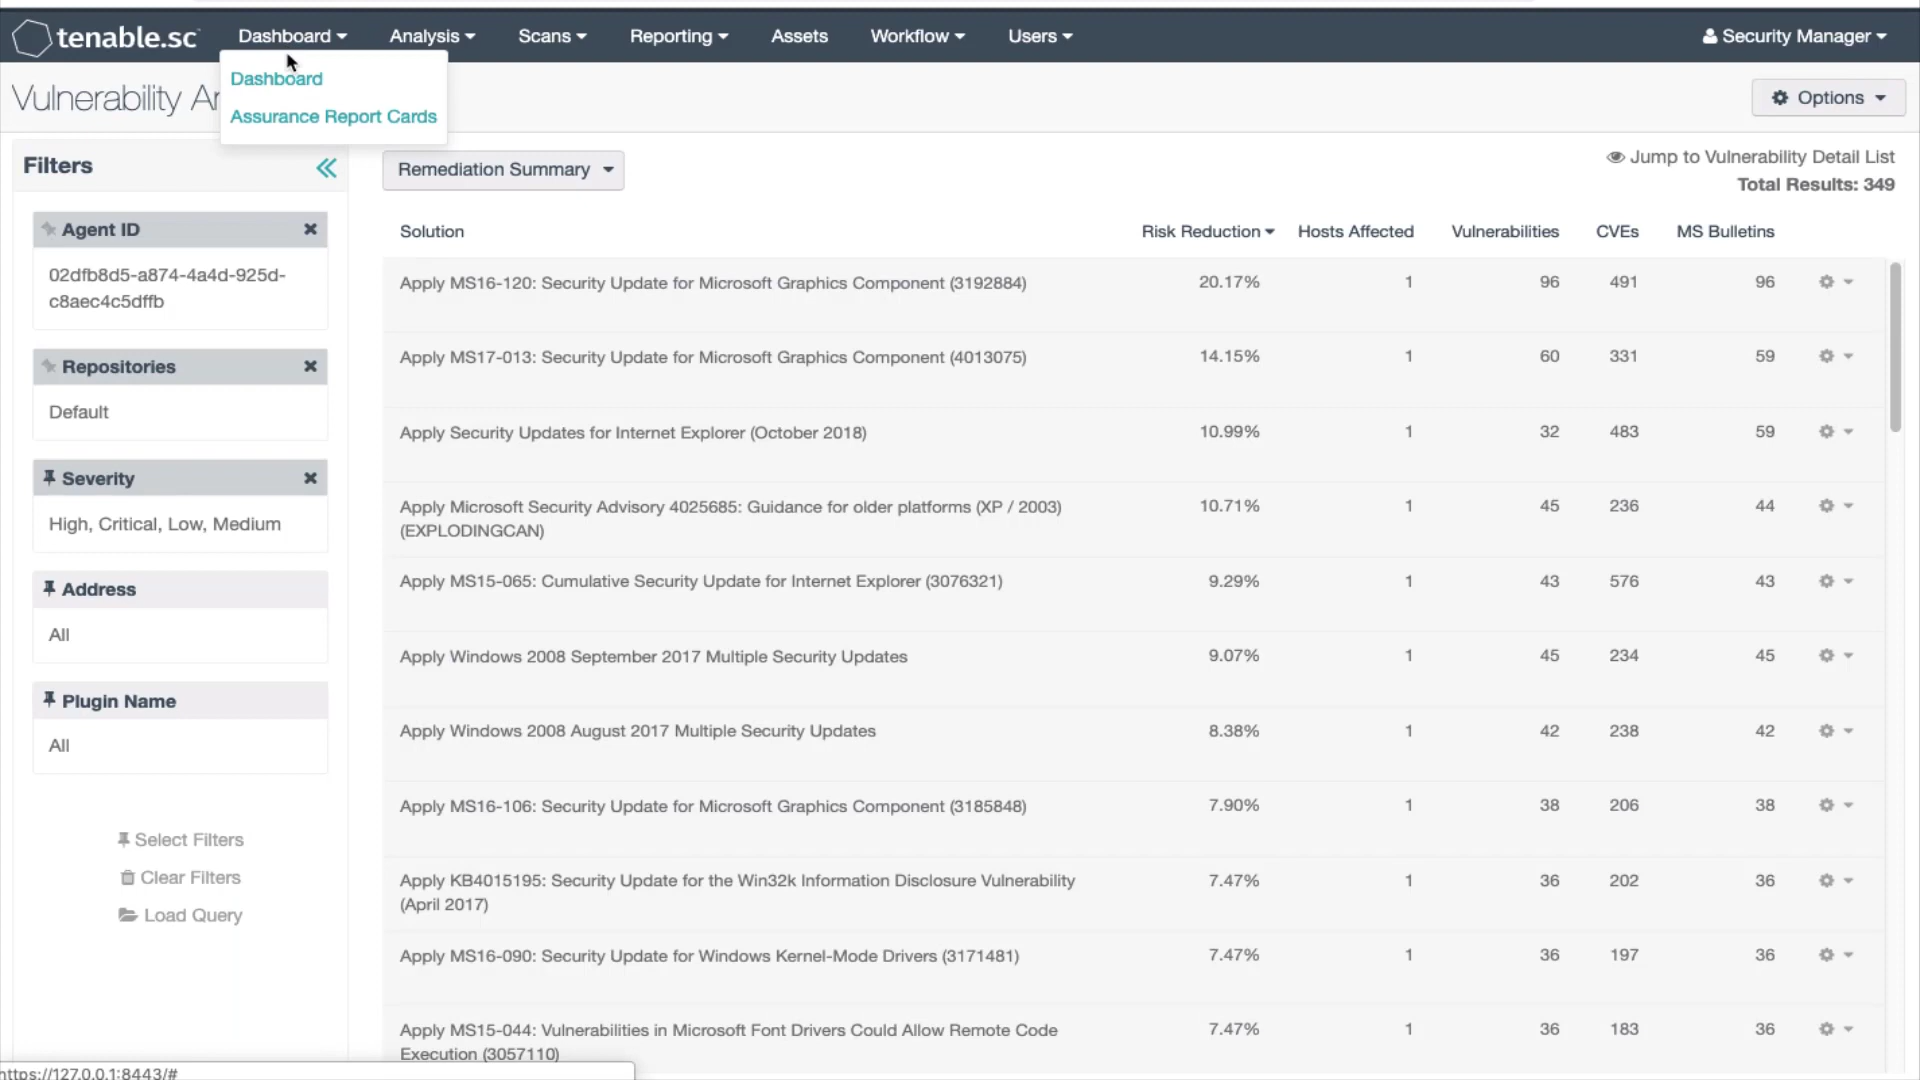 tenable.sc Dashboard Analysis Scans Reporting Assets Workflow Users Security Manager
Dashboard
Assurance Report Cards
Vulnerability
Options
Filters
Remediation Summary
Jump to Vulnerability Detail List
Total Results: 349
Agent ID
02dfb8d5-a874-4a4d-925d-
c8aec4c5dffb
Repositories
Default
Severity
High, Critical, Low, Medium
Address
All
Plugin Name
All
Select Filters
Clear Filters
Load Query
Solution Risk Reduction Hosts Affected Vulnerabilities CVEs MS Bulletins
Apply MS16-120: Security Update for Microsoft Graphics Component (3192884) 20.17% 1 96 491 96
Apply MS17-013: Security Update for Microsoft Graphics Component (4013075) 14.15% 1 60 331 59
Apply Security Updates for Internet Explorer (October 2018) 10.99% 1 32 483 59
Apply Microsoft Security Advisory 4025685: Guidance for older platforms (XP / 2003) 10.71% 1 45 236 44
(EXPLODINGCAN)
Apply MS15-065: Cumulative Security Update for Internet Explorer (3076321) 9.29% 1 43 576 43
Apply Windows 2008 September 2017 Multiple Security Updates 9.07% 1 45 234 45
Apply Windows 2008 August 2017 Multiple Security Updates 8.38% 1 42 238 42
Apply MS16-106: Security Update for Microsoft Graphics Component (3185848) 7.90% 1 38 206 38
Apply KB4015195: Security Update for the Win32k Information Disclosure Vulnerability 7.47% 1 36 202 36
(April 2017)
Apply MS16-090: Security Update for Windows Kernel-Mode Drivers (3171481) 7.47% 1 36 197 36
Apply MS15-044: Vulnerabilities in Microsoft Font Drivers Could Allow Remote Code 7.47% 1 36 183 36
Execution (3057110)
https://127.0.0.1:8443/#